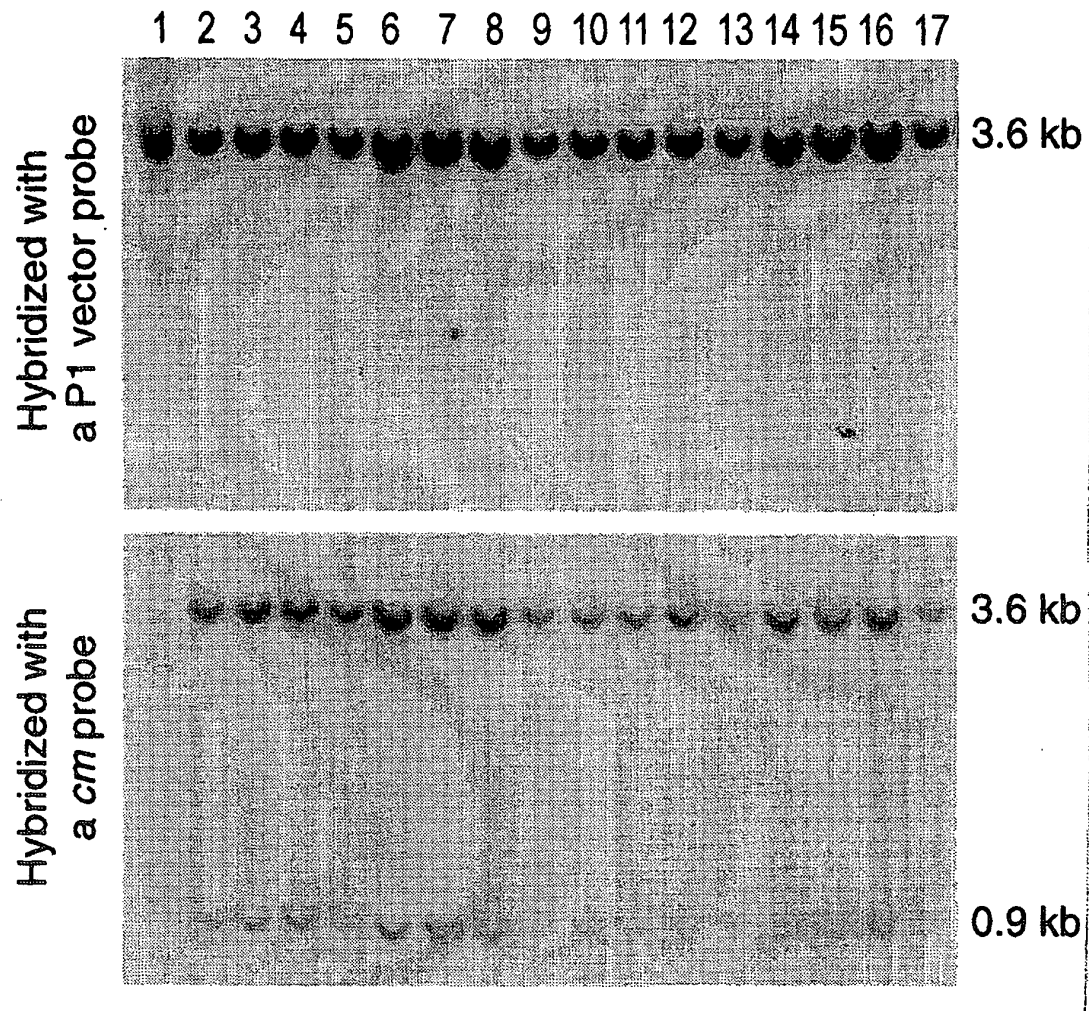 1 2 3 4 5 6 7 8 9 10 11 12 13 14 15 16 17
Hybridized with
a P1 vector probe
3.6 kb
Hybridized with
a cm probe
3.6 kb
0.9 kb